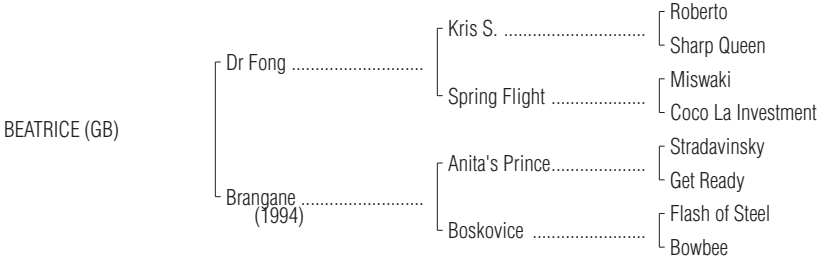 Roberto
Kris S. ..............................
Sharp Queen
Dr Fong ............................
Miswaki
Spring Flight ....................
Coco La Investment
BEATRICE (GB)
Stradavinsky
Anita's Prince....................
Get Ready
Brangane ..........................
(1994)
Flash of Steel
Boskovice ........................
Bowbee